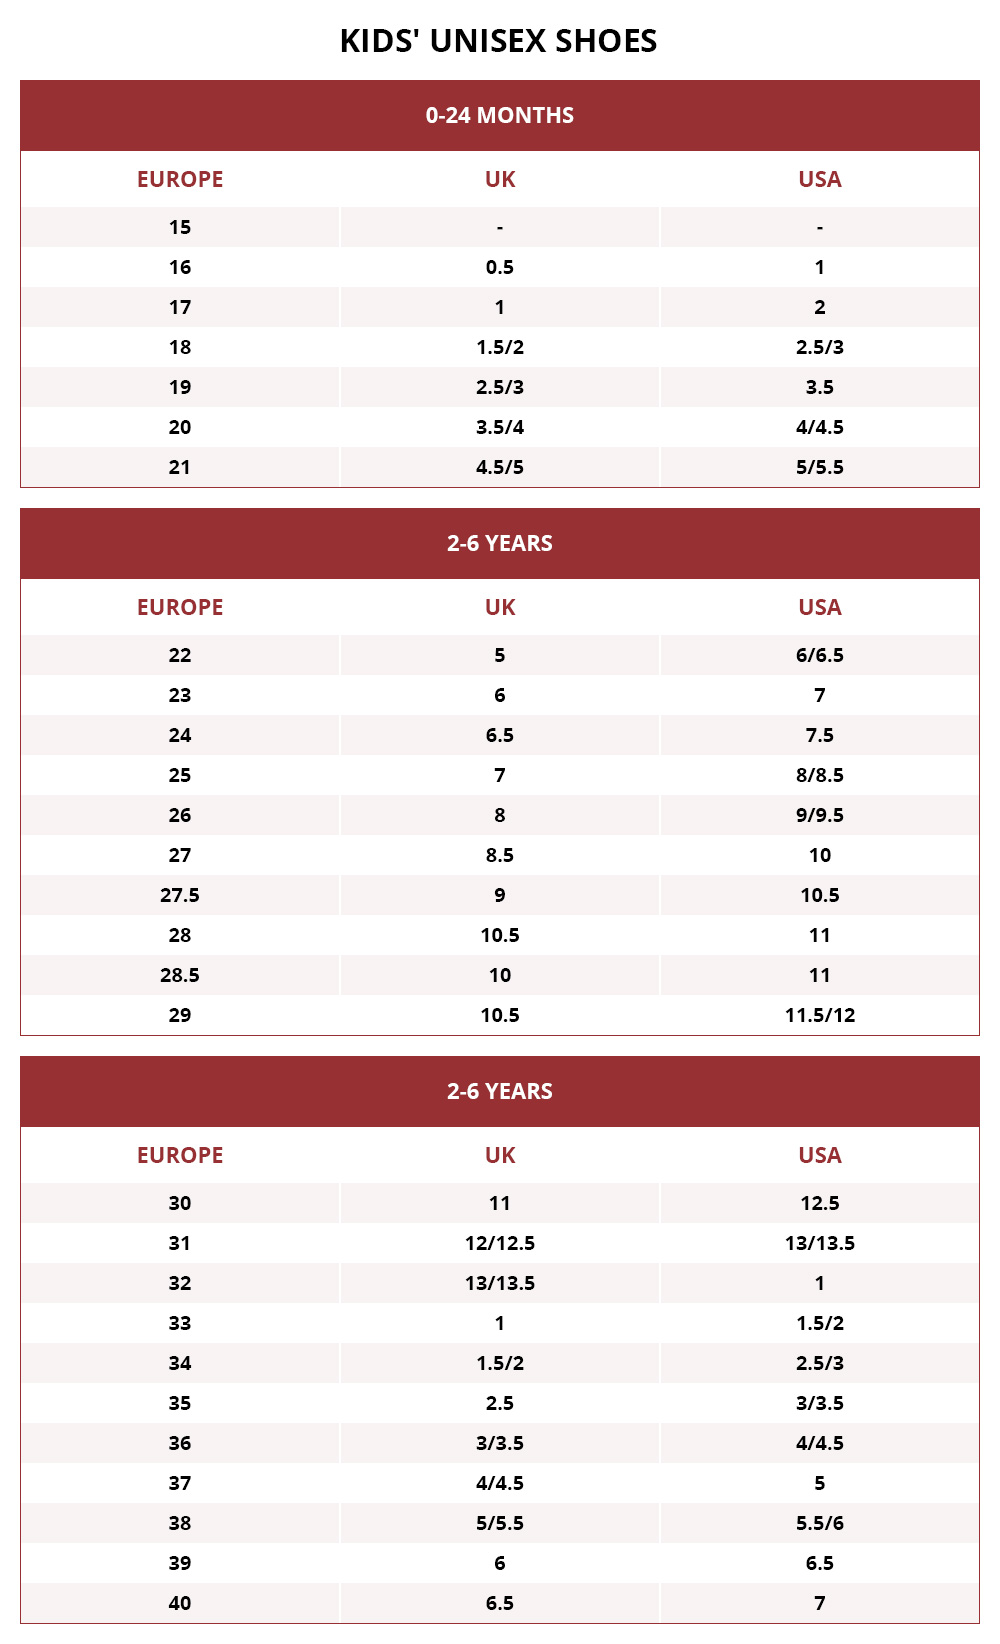 KIDS' UNISEX SHOES
0-24 MONTHS
EUROPE UK USA
15 - -
16 0.5 1
17 1 2
18 1.5/2 2.5/3
19 2.5/3 3.5
20 3.5/4 4/4.5
21 4.5/5 5/5.5
2-6 YEARS
EUROPE UK USA
22 5 6/6.5
23 6 7
24 6.5 7.5
25 7 8/8.5
26 8 9/9.5
27 8.5 10
27.5 9 10.5
28 10.5 11
28.5 10 11
29 10.5 11.5/12
2-6 YEARS
EUROPE UK USA
30 11 12.5
31 12/12.5 13/13.5
32 13/13.5 1
33 1 1.5/2
34 1.5/2 2.5/3
35 2.5 3/3.5
36 3/3.5 4/4.5
37 4/4.5 5
38 5/5.5 5.5/6
39 6 6.5
40 6.5 7